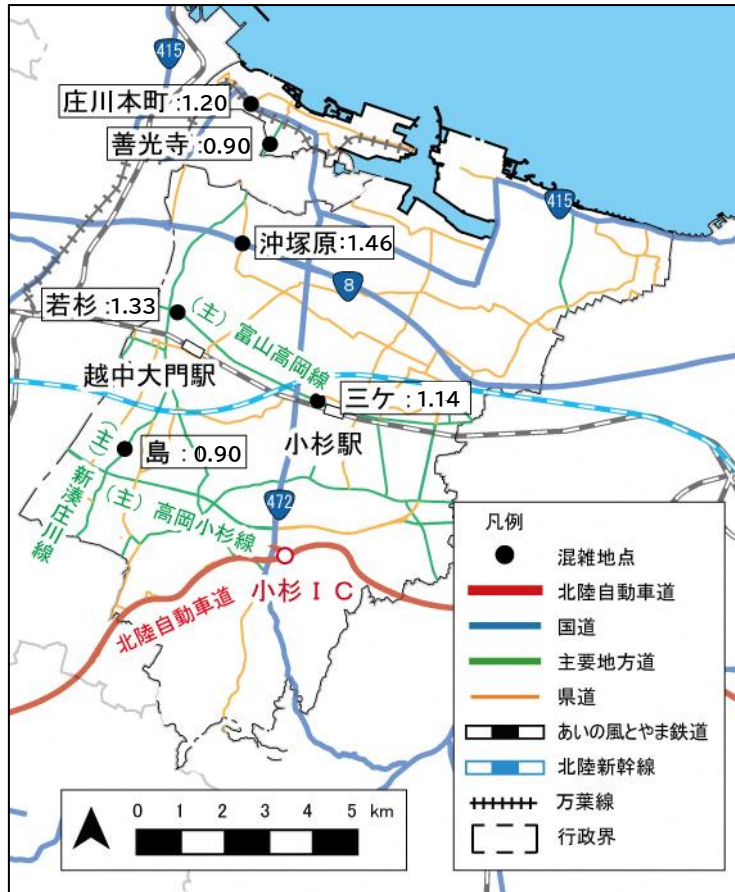 415
庄川本町:1.20
善光寺:0.90
415
沖塚原:1.46
8
若杉:1.33
(主)富山高岡線
越中大門駅
三ケ:1.14
小杉駅
島:0.90
(主)新湊庄川線
(主)高岡小杉線
472
小杉IC
北陸自動車道
凡例
混雑地点
北陸自動車道
国道
主要地方道
県道
あいの風とやま鉄道
北陸新幹線
万葉線
行政界
0 1 2 3 4 5 km